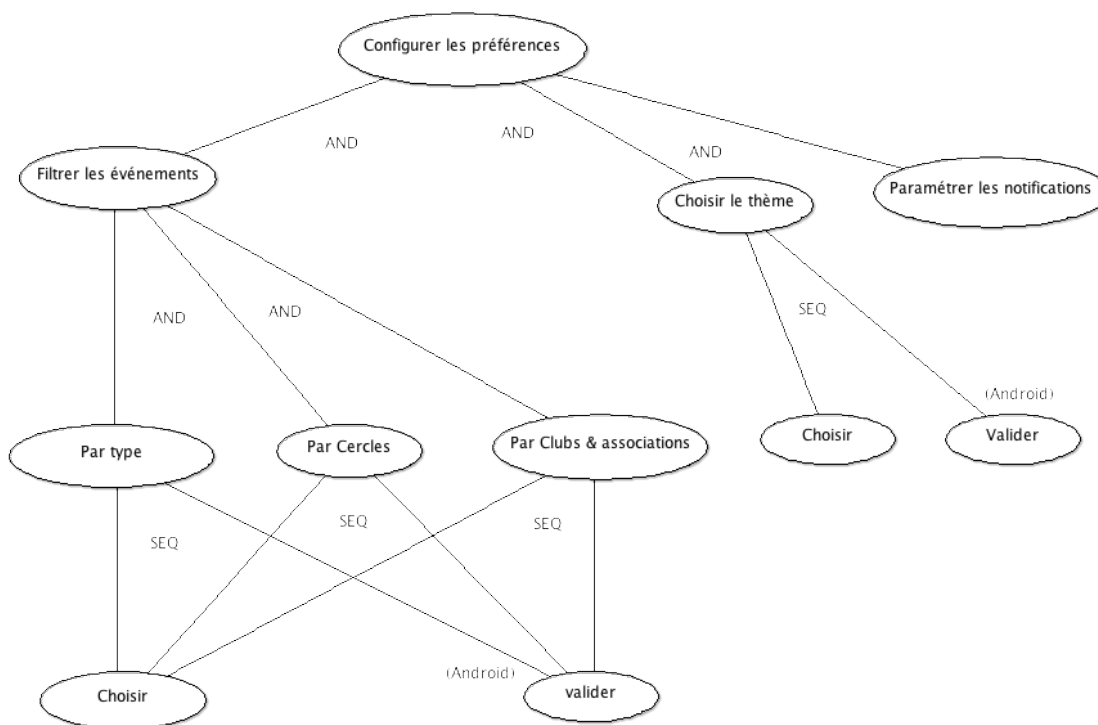 Configurer les préférences
AND
AND
AND
Filtrer les événements
Choisir le thème
Paramétrer les notifications
AND
AND
SEQ
(Android)
Par type
Par Cercles
Par Clubs & associations
Choisir
Valider
SEQ
SEQ
SEQ
(Android)
Choisir
valider